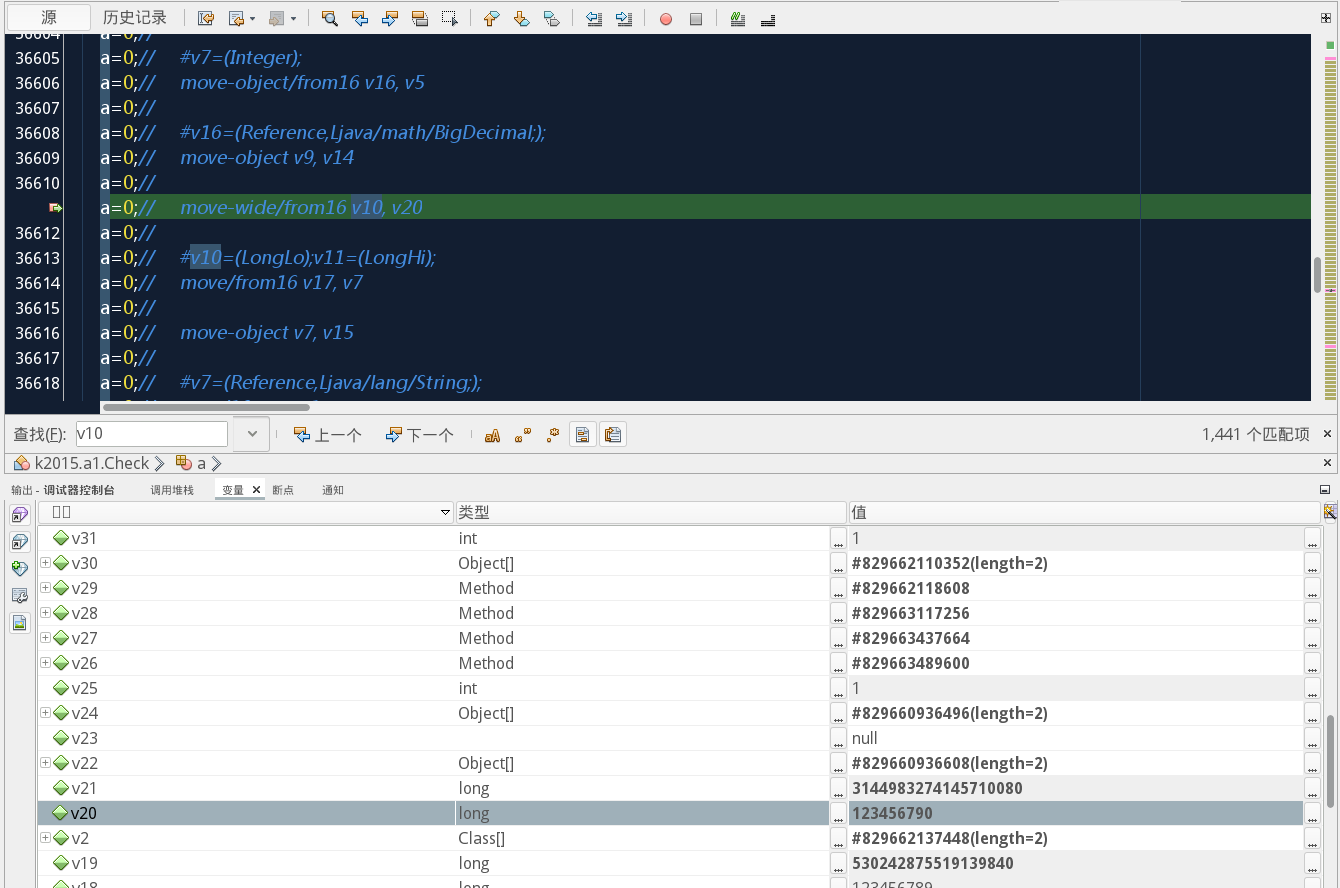 源 历史记录
36604 a=0;//
36605 a=0;// #v7=(Integer);
36606 a=0;// move-object/from16 v16, v5
36607 a=0;//
36608 a=0;// #v16=(Reference,Ljava/math/BigDecimal;);
36609 a=0;// move-object v9, v14
36610 a=0;//
a=0;// move-wide/from16 v10, v20
36612 a=0;//
36613 a=0;// #v10=(LongLo);v11=(LongHi);
36614 a=0;// move/from16 v17, v7
36615 a=0;//
36616 a=0;// move-object v7, v15
36617 a=0;//
36618 a=0;// #v7=(Reference,Ljava/lang/String;);
查找(F): v10 上一个 下一个 aA 1,441 个匹配项 ×
k2015.a1.Check a ×
输出 - 调试器控制台 调用堆栈 变量 × 断点 通知
类型 值
v31 int ... 1 ...
v30 Object[] ... #829662110352(length=2) ...
v29 Method ... #829662118608 ...
v28 Method ... #829663117256 ...
v27 Method ... #829663437664 ...
v26 Method ... #829663489600 ...
v25 int ... 1 ...
v24 Object[] ... #829660936496(length=2) ...
v23 ... null ...
v22 Object[] ... #829660936608(length=2) ...
v21 long ... 3144983274145710080 ...
v20 long ... 123456790 ...
v2 Class[] ... #829662137448(length=2) ...
v19 long ... 530242875519139840 ...
v18 long ... 123456789 ...